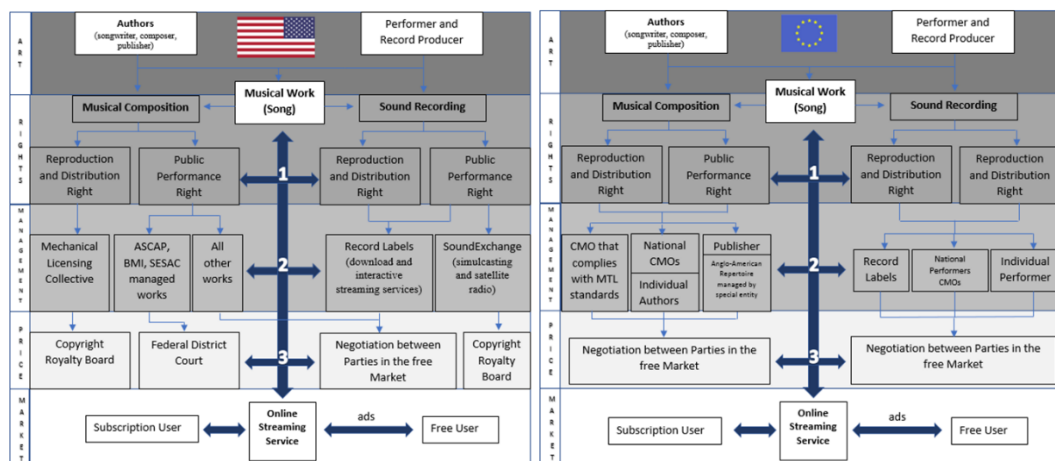 ART
Authors
(songwriter, composer,
publisher)
Performer and
Record Producer
Musical Work
(Song)
RIGHTS
Musical Composition
Sound Recording
Reproduction
and Distribution
Right
Public
Performance
Right
1
Reproduction
and Distribution
Right
Public
Performance
Right
MANAGEMENT
Mechanical
Licensing
Collective
ASCAP,
BMI, SESAC
managed
works
All
other
works
2
Record Labels
(download and
interactive
streaming services)
SoundExchange
(simulcasting and
satellite
radio)
PRICE
Copyright
Royalty Board
Federal District
Court
3
Negotiation between
Parties in the free
Market
Copyright
Royalty
Board
MARKET
Subscription User
Online
Streaming
Service
ads
Free User
ART
Authors
(songwriter, composer,
publisher)
Performer and
Record Producer
Musical Work
(Song)
RIGHTS
Musical Composition
Sound Recording
Reproduction
and Distribution
Right
Public
Performance
Right
1
Reproduction
and Distribution
Right
Reproduction
and Distribution
Right
MANAGEMENT
CMO that
complies
with MTL
standards
National
CMOs
Individual
Authors
Publisher
Anglo-American
Repertoire
managed by
special entity
2
Record
Labels
National
Performers
CMOs
Individual
Performer
PRICE
Negotiation between Parties in the
free Market
3
Negotiation between Parties in the
free Market
MARKET
Subscription User
Online
Streaming
Service
ads
Free User